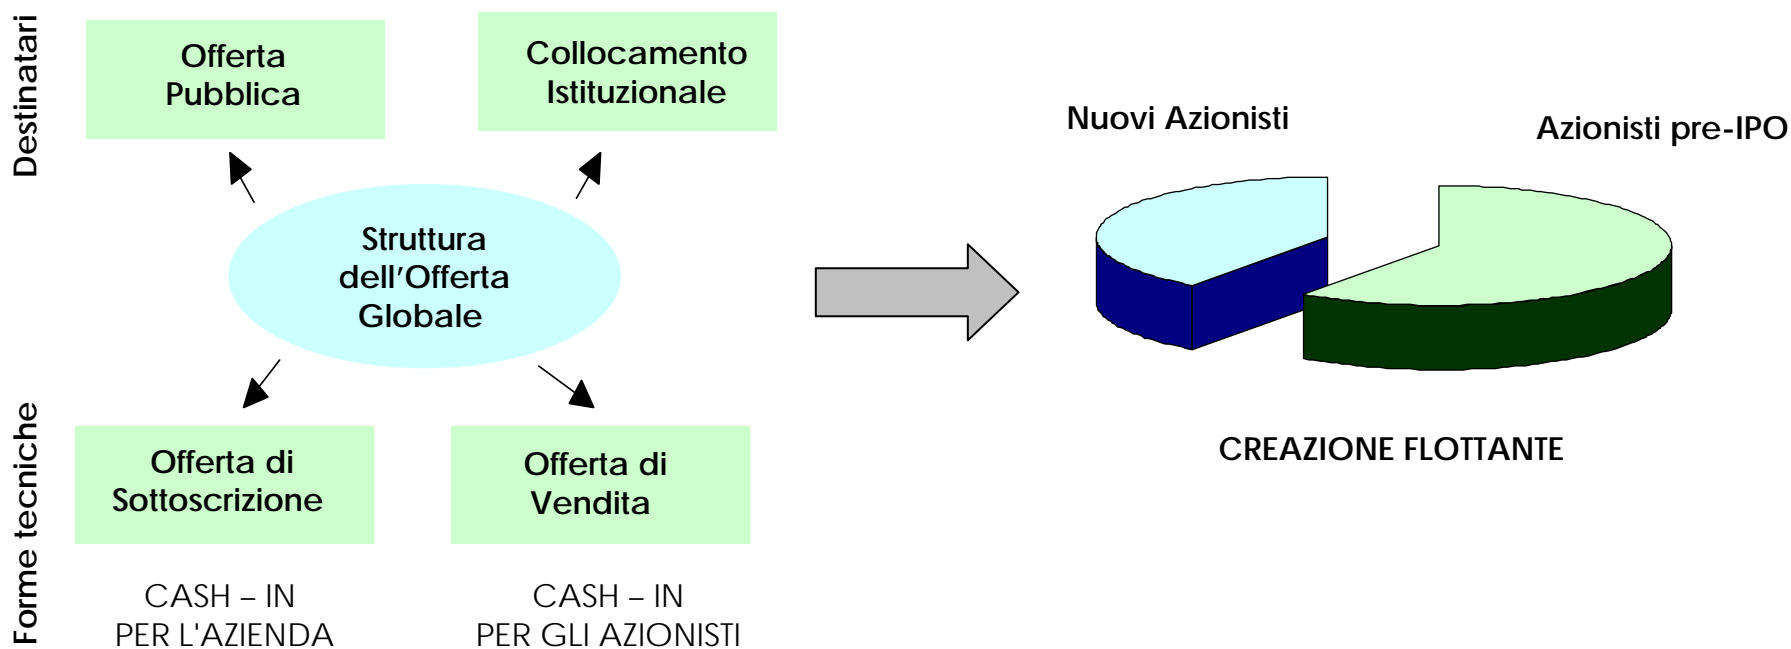 Destinatari
Offerta
Pubblica
Collocamento
Istituzionale
Struttura
dell’Offerta
Globale
Forme tecniche
Offerta di
Sottoscrizione
Offerta di
Vendita
CASH – IN
PER L'AZIENDA
CASH – IN
PER GLI AZIONISTI
Nuovi Azionisti
Azionisti pre-IPO
CREAZIONE FLOTTANTE